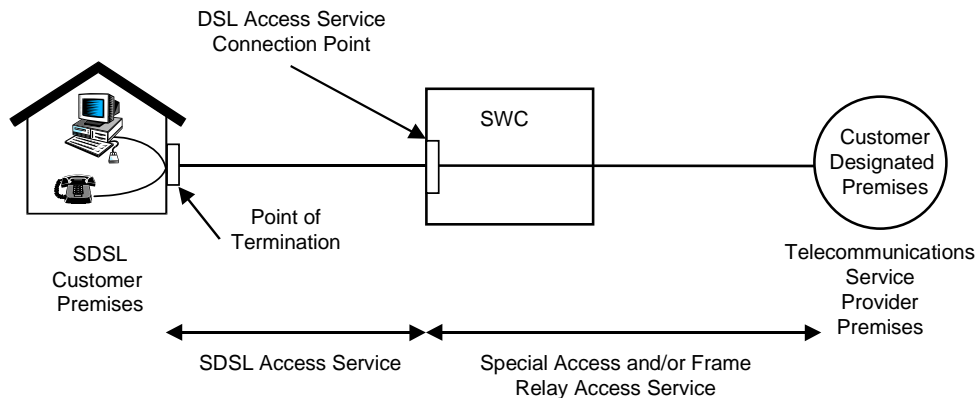 DSL Access Service
Connection Point
SWC
Customer
Designated
Premises
Point of
Termination
SDSL
Customer
Premises
Telecommunications
Service
Provider
Premises
SDSL Access Service
Special Access and/or Frame
Relay Access Service